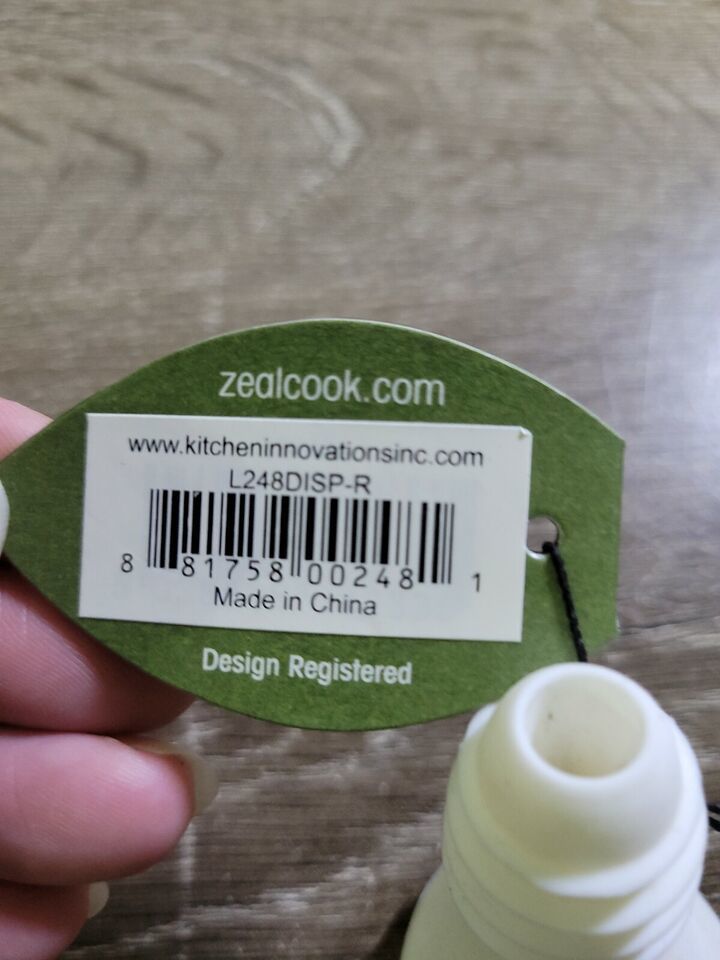 zealcook.com
www.kitcheninnovationsinc.com
L248DISP-R
8 81758 00248 1
Made in China
Design Registered